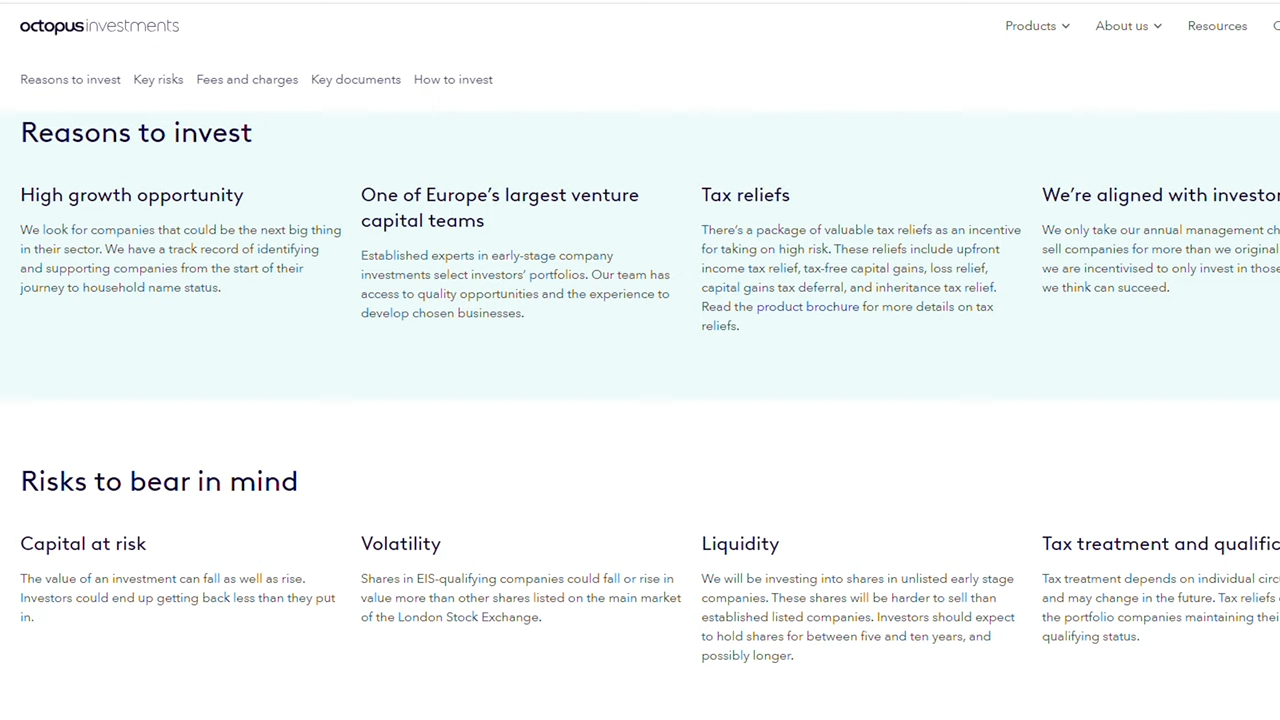 octopus investments
Products
About us
Resources
Reasons to invest
Key risks
Fees and charges
Key documents
How to invest
Reasons to invest
High growth opportunity
We look for companies that could be the next big thing
in their sector. We have a track record of identifying
and supporting companies from the start of their
journey to household name status.
One of Europe's largest venture
capital teams
Established experts in early-stage company
investments select investors' portfolios. Our team has
access to quality opportunities and the experience to
develop chosen businesses.
Tax reliefs
There's a package of valuable tax reliefs as an incentive
for taking on high risk. These reliefs include upfront
income tax relief, tax-free capital gains, loss relief,
capital gains tax deferral, and inheritance tax relief.
Read the product brochure for more details on tax
reliefs.
We're aligned with
We only take our annual management
sell companies for more than we
we are incentivised to only invest in
we think can succeed.
Risks to bear in mind
Capital at risk
The value of an investment can fall as well as rise.
Investors could end up getting back less than they put
in.
Volatility
Shares in EIS-qualifying companies could fall or rise in
value more than other shares listed on the main market
of the London Stock Exchange.
Liquidity
We will be investing into shares in unlisted early stage
companies. These shares will be harder to sell than
established listed companies. Investors should expect
to hold shares for between five and ten years, and
possibly longer.
Tax treatment and
Tax treatment depends on individual
and may change in the future. Tax reliefs
the portfolio companies maintaining
qualifying status.